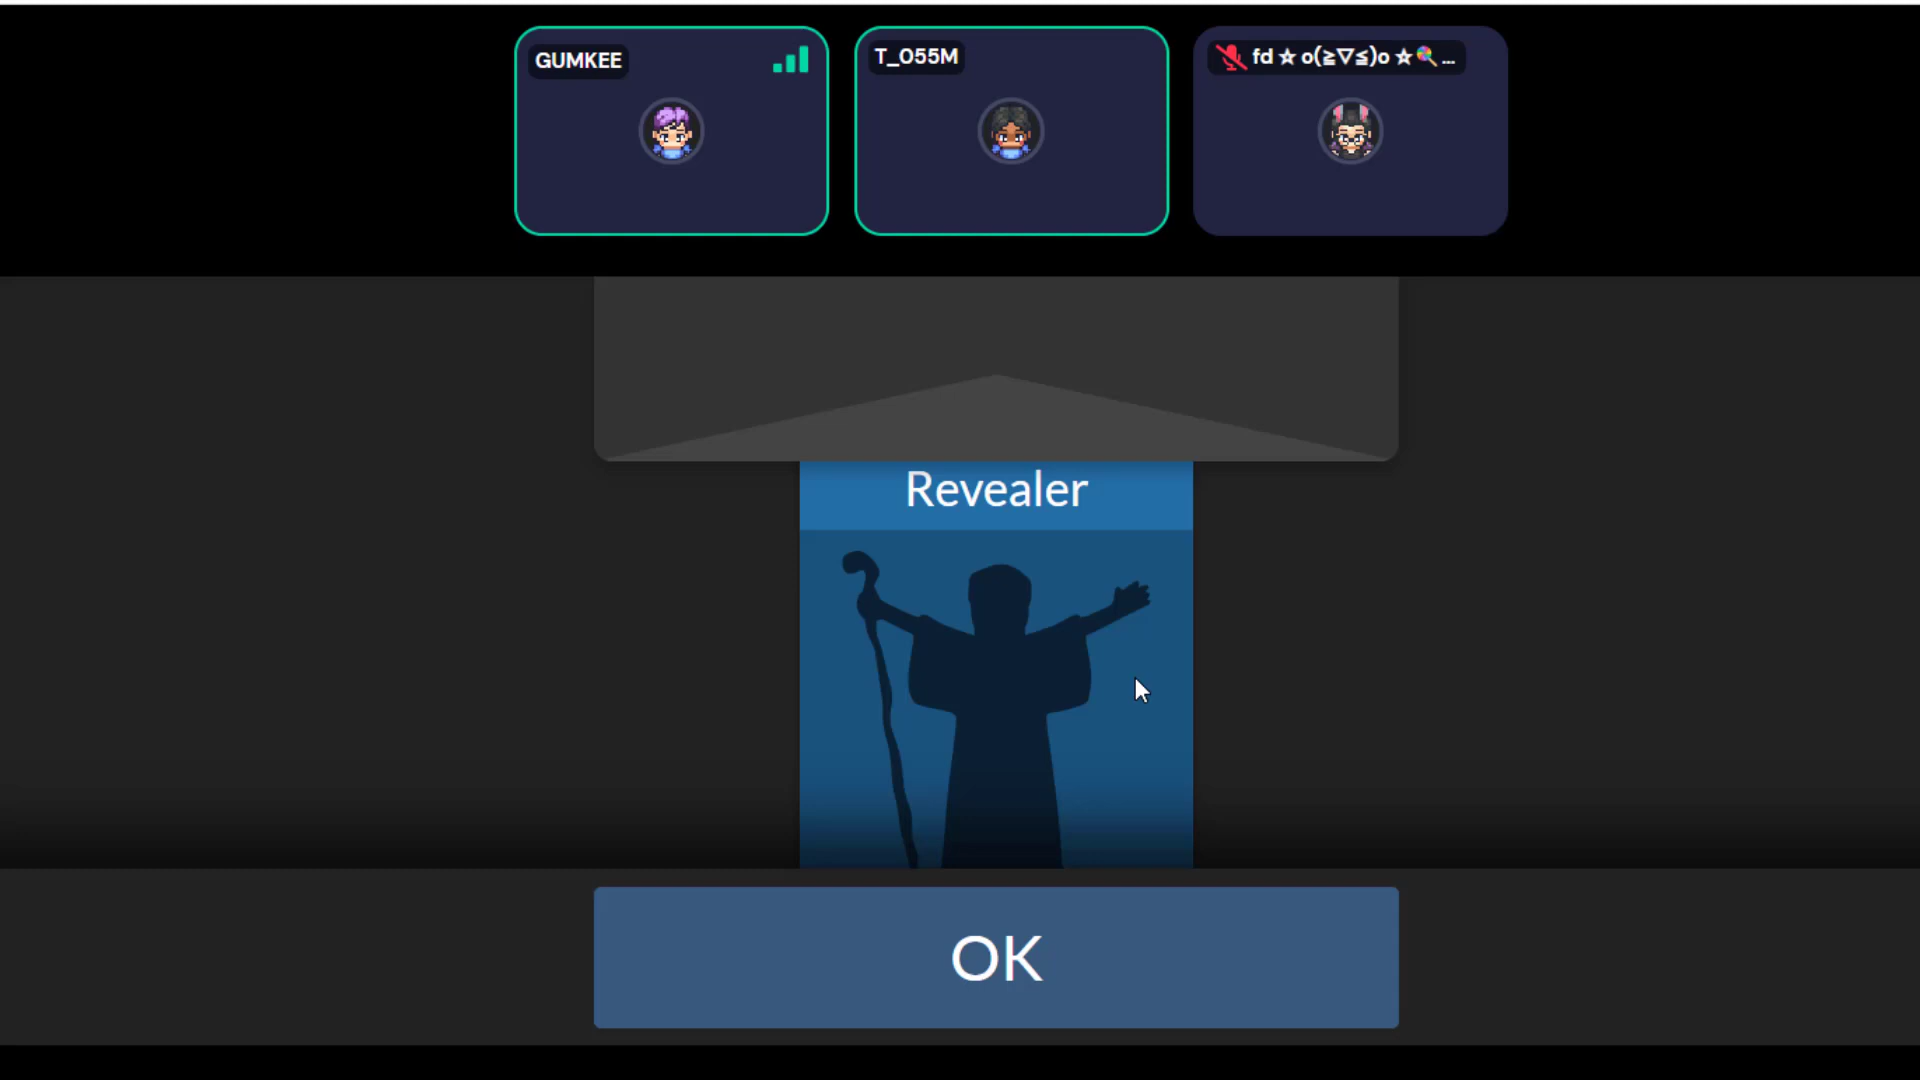 GUMKEE
T_055M
fd ☆ o(≧▽≦)o ☆🍭 ...
Revealer
OK